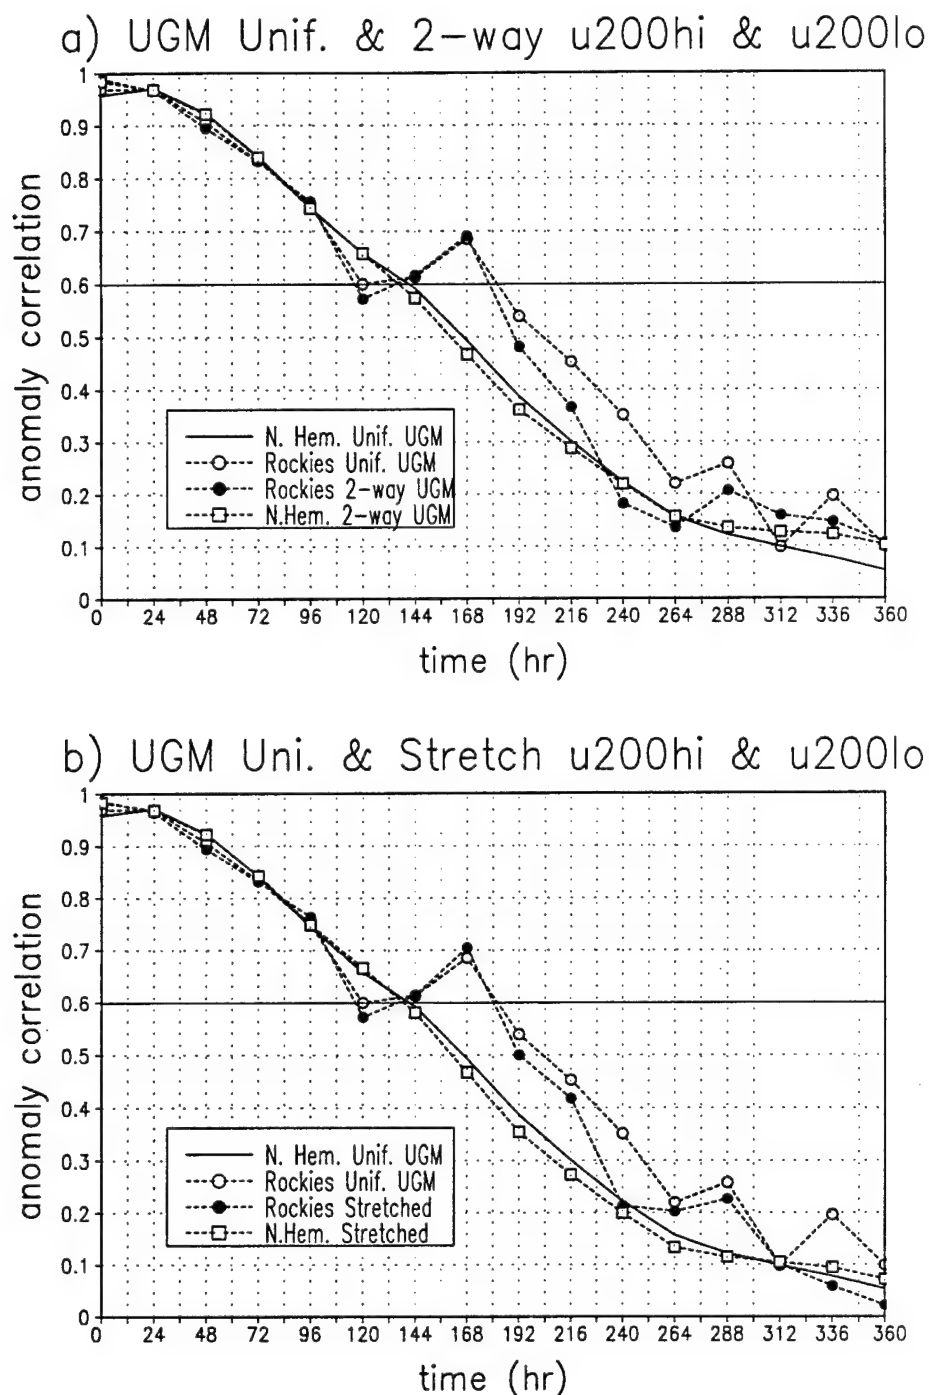 a) UGM Unif. & 2-way u200hi & u200lo
1
0.9
0.8
0.7
0.6
0.5
0.4
0.3
0.2
0.1
0
anomaly correlation
N. Hem. Unif. UGM
Rockies Unif. UGM
Rockies 2-way UGM
N.Hem. 2-way UGM
0 24 48 72 96 120 144 168 192 216 240 264 288 312 336 360
time (hr)
b) UGM Uni. & Stretch u200hi & u200lo
1
0.9
0.8
0.7
0.6
0.5
0.4
0.3
0.2
0.1
0
anomaly correlation
N. Hem. Unif. UGM
Rockies Unif. UGM
Rockies Stretched
N.Hem. Stretched
0 24 48 72 96 120 144 168 192 216 240 264 288 312 336 360
time (hr)